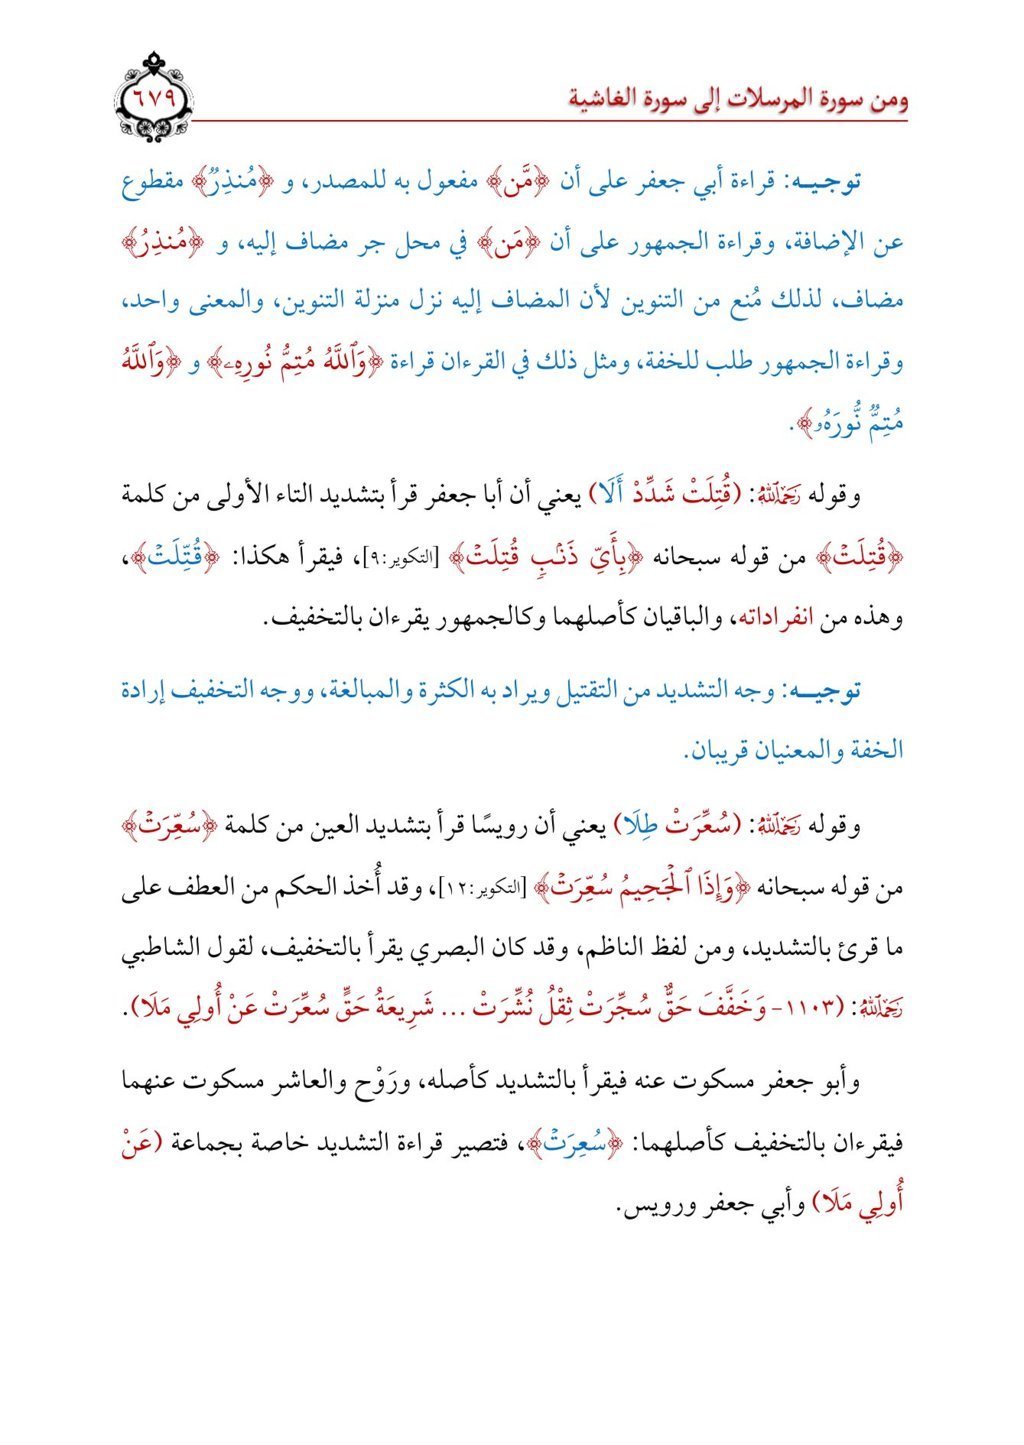 ومن سورة المرسلات إلى سورة الغاشية
٦٧٩
توجيـــه: قراءة أبي جعفر على أن ﴿مَّن﴾ مفعول به للمصدر، و ﴿مُنذِرٌ﴾ مقطوع
عن الإضافة، وقراءة الجمهور على أن ﴿مَن﴾ في محل جر مضاف إليه، و ﴿مُنذِرُ﴾
مضاف، لذلك مُنع من التنوين لأن المضاف إليه نزل منزلة التنوين، والمعنى واحد،
وقراءة الجمهور طلب للخفة، ومثل ذلك في القرءان قراءة ﴿وَٱللَّهُ مُتِمُّ نُورِهِۦ﴾ و ﴿وَٱللَّهُ
مُتِمٌّ نُّورَهُۥ﴾.
وقوله رَحِمَهُ ٱللَّهُ: (قُتِلَتْ شَدِّدْ أَلَا) يعني أن أبا جعفر قرأ بتشديد التاء الأولى من كلمة
﴿قُتِلَتۡ﴾ من قوله سبحانه ﴿بِأَيِّ ذَنۢبٖ قُتِلَتۡ﴾ [التكوير:٩]، فيقرأ هكذا: ﴿قُتِّلَتۡ﴾،
وهذه من انفراداته، والباقيان كأصلهما وكالجمهور يقرءان بالتخفيف.
توجيـــه: وجه التشديد من التقتيل ويراد به الكثرة والمبالغة، ووجه التخفيف إرادة
الخفة والمعنيان قريبان.
وقوله رَحِمَهُ ٱللَّهُ: (سُعِّرَتْ طِلَا) يعني أن رويسًا قرأ بتشديد العين من كلمة ﴿سُعِّرَتۡ﴾
من قوله سبحانه ﴿وَإِذَا ٱلۡجَحِيمُ سُعِّرَتۡ﴾ [التكوير:١٢]، وقد أُخذ الحكم من العطف على
ما قرئ بالتشديد، ومن لفظ الناظم، وقد كان البصري يقرأ بالتخفيف، لقول الشاطبي
رَحِمَهُ ٱللَّهُ: (١١٠٣- وَخَفَّفَ حَقٌّ سُجِّرَتْ ثِقْلُ نُشِّرَتْ ... شَرِيعَةُ حَقٍّ سُعِّرَتْ عَنْ أُولِي مَلَا).
وأبو جعفر مسكوت عنه فيقرأ بالتشديد كأصله، ورَوْح والعاشر مسكوت عنهما
فيقرءان بالتخفيف كأصلهما: ﴿سُعِرَتۡ﴾، فتصير قراءة التشديد خاصة بجماعة (عَنْ
أُولِي مَلَا) وأبي جعفر ورويس.